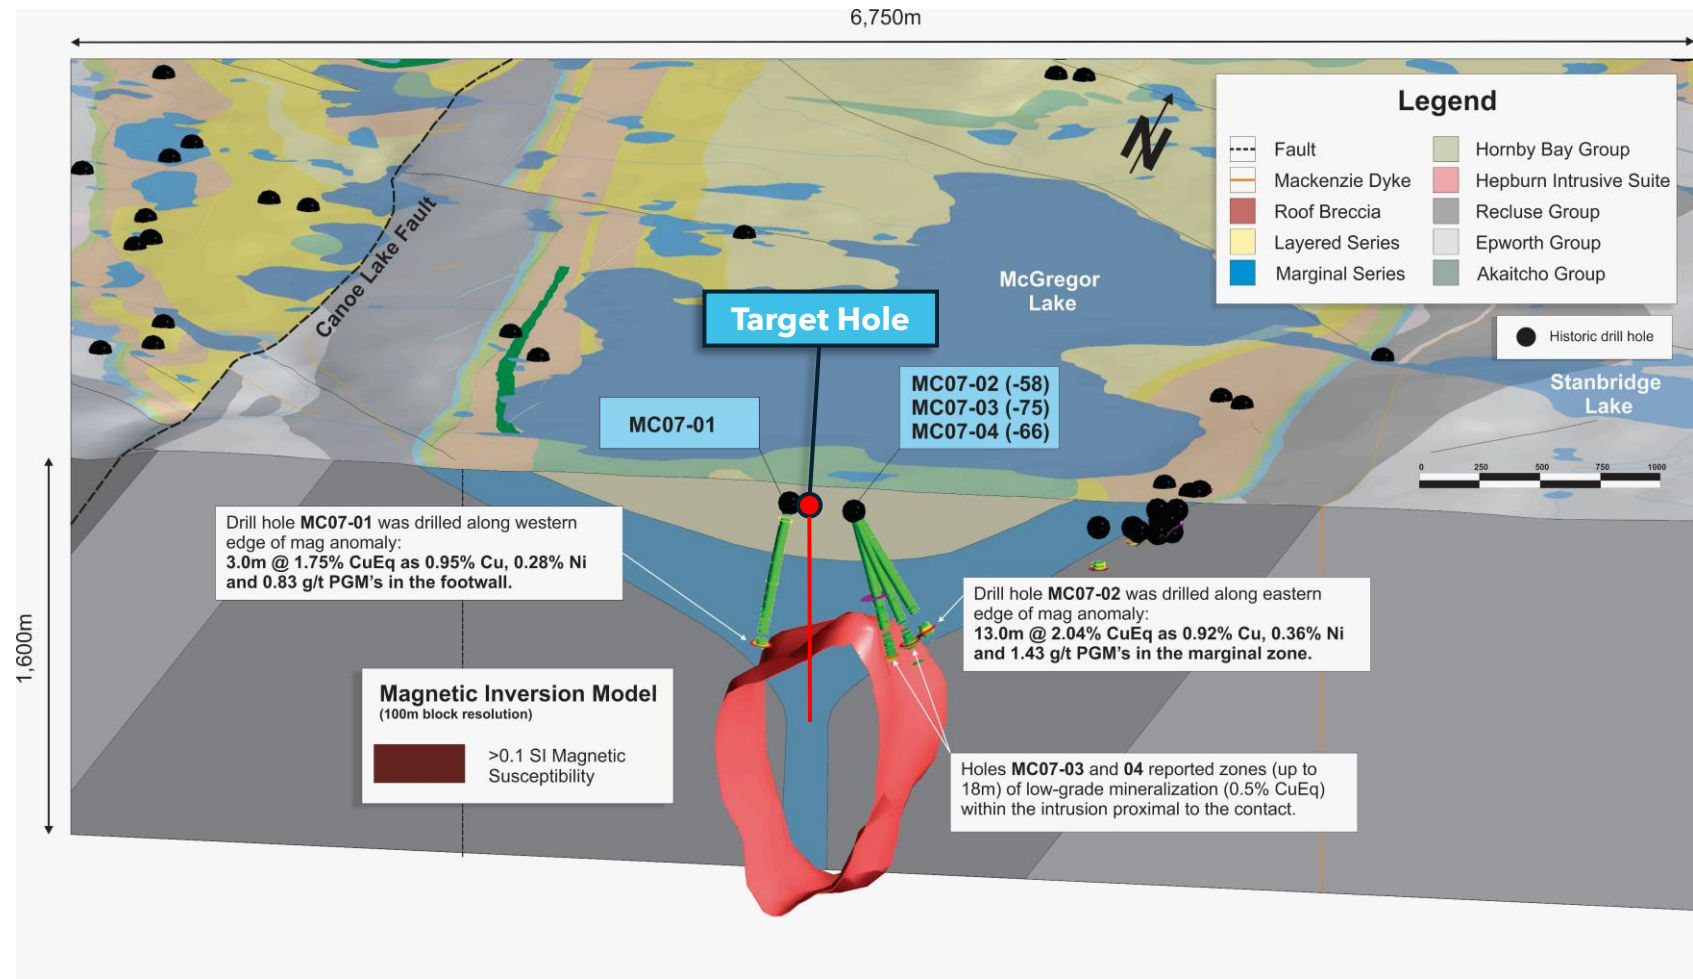 6,750m
Legend
Fault
Mackenzie Dyke
Roof Breccia
Layered Series
Marginal Series
Hornby Bay Group
Hepburn Intrusive Suite
Recluse Group
Epworth Group
Akaitcho Group
N
Historic drill hole
Canoe Lake Fault
McGregor
Lake
Stanbridge
Lake
0 250 500 750 1000
Target Hole
MC07-01
MC07-02 (-58)
MC07-03 (-75)
MC07-04 (-66)
1,600m
Drill hole MC07-01 was drilled along western
edge of mag anomaly:
3.0m @ 1.75% CuEq as 0.95% Cu, 0.28% Ni
and 0.83 g/t PGM's in the footwall.
Drill hole MC07-02 was drilled along eastern
edge of mag anomaly:
13.0m @ 2.04% CuEq as 0.92% Cu, 0.36% Ni
and 1.43 g/t PGM's in the marginal zone.
Magnetic Inversion Model
(100m block resolution)
>0.1 SI Magnetic
Susceptibility
Holes MC07-03 and 04 reported zones (up to
18m) of low-grade mineralization (0.5% CuEq)
within the intrusion proximal to the contact.